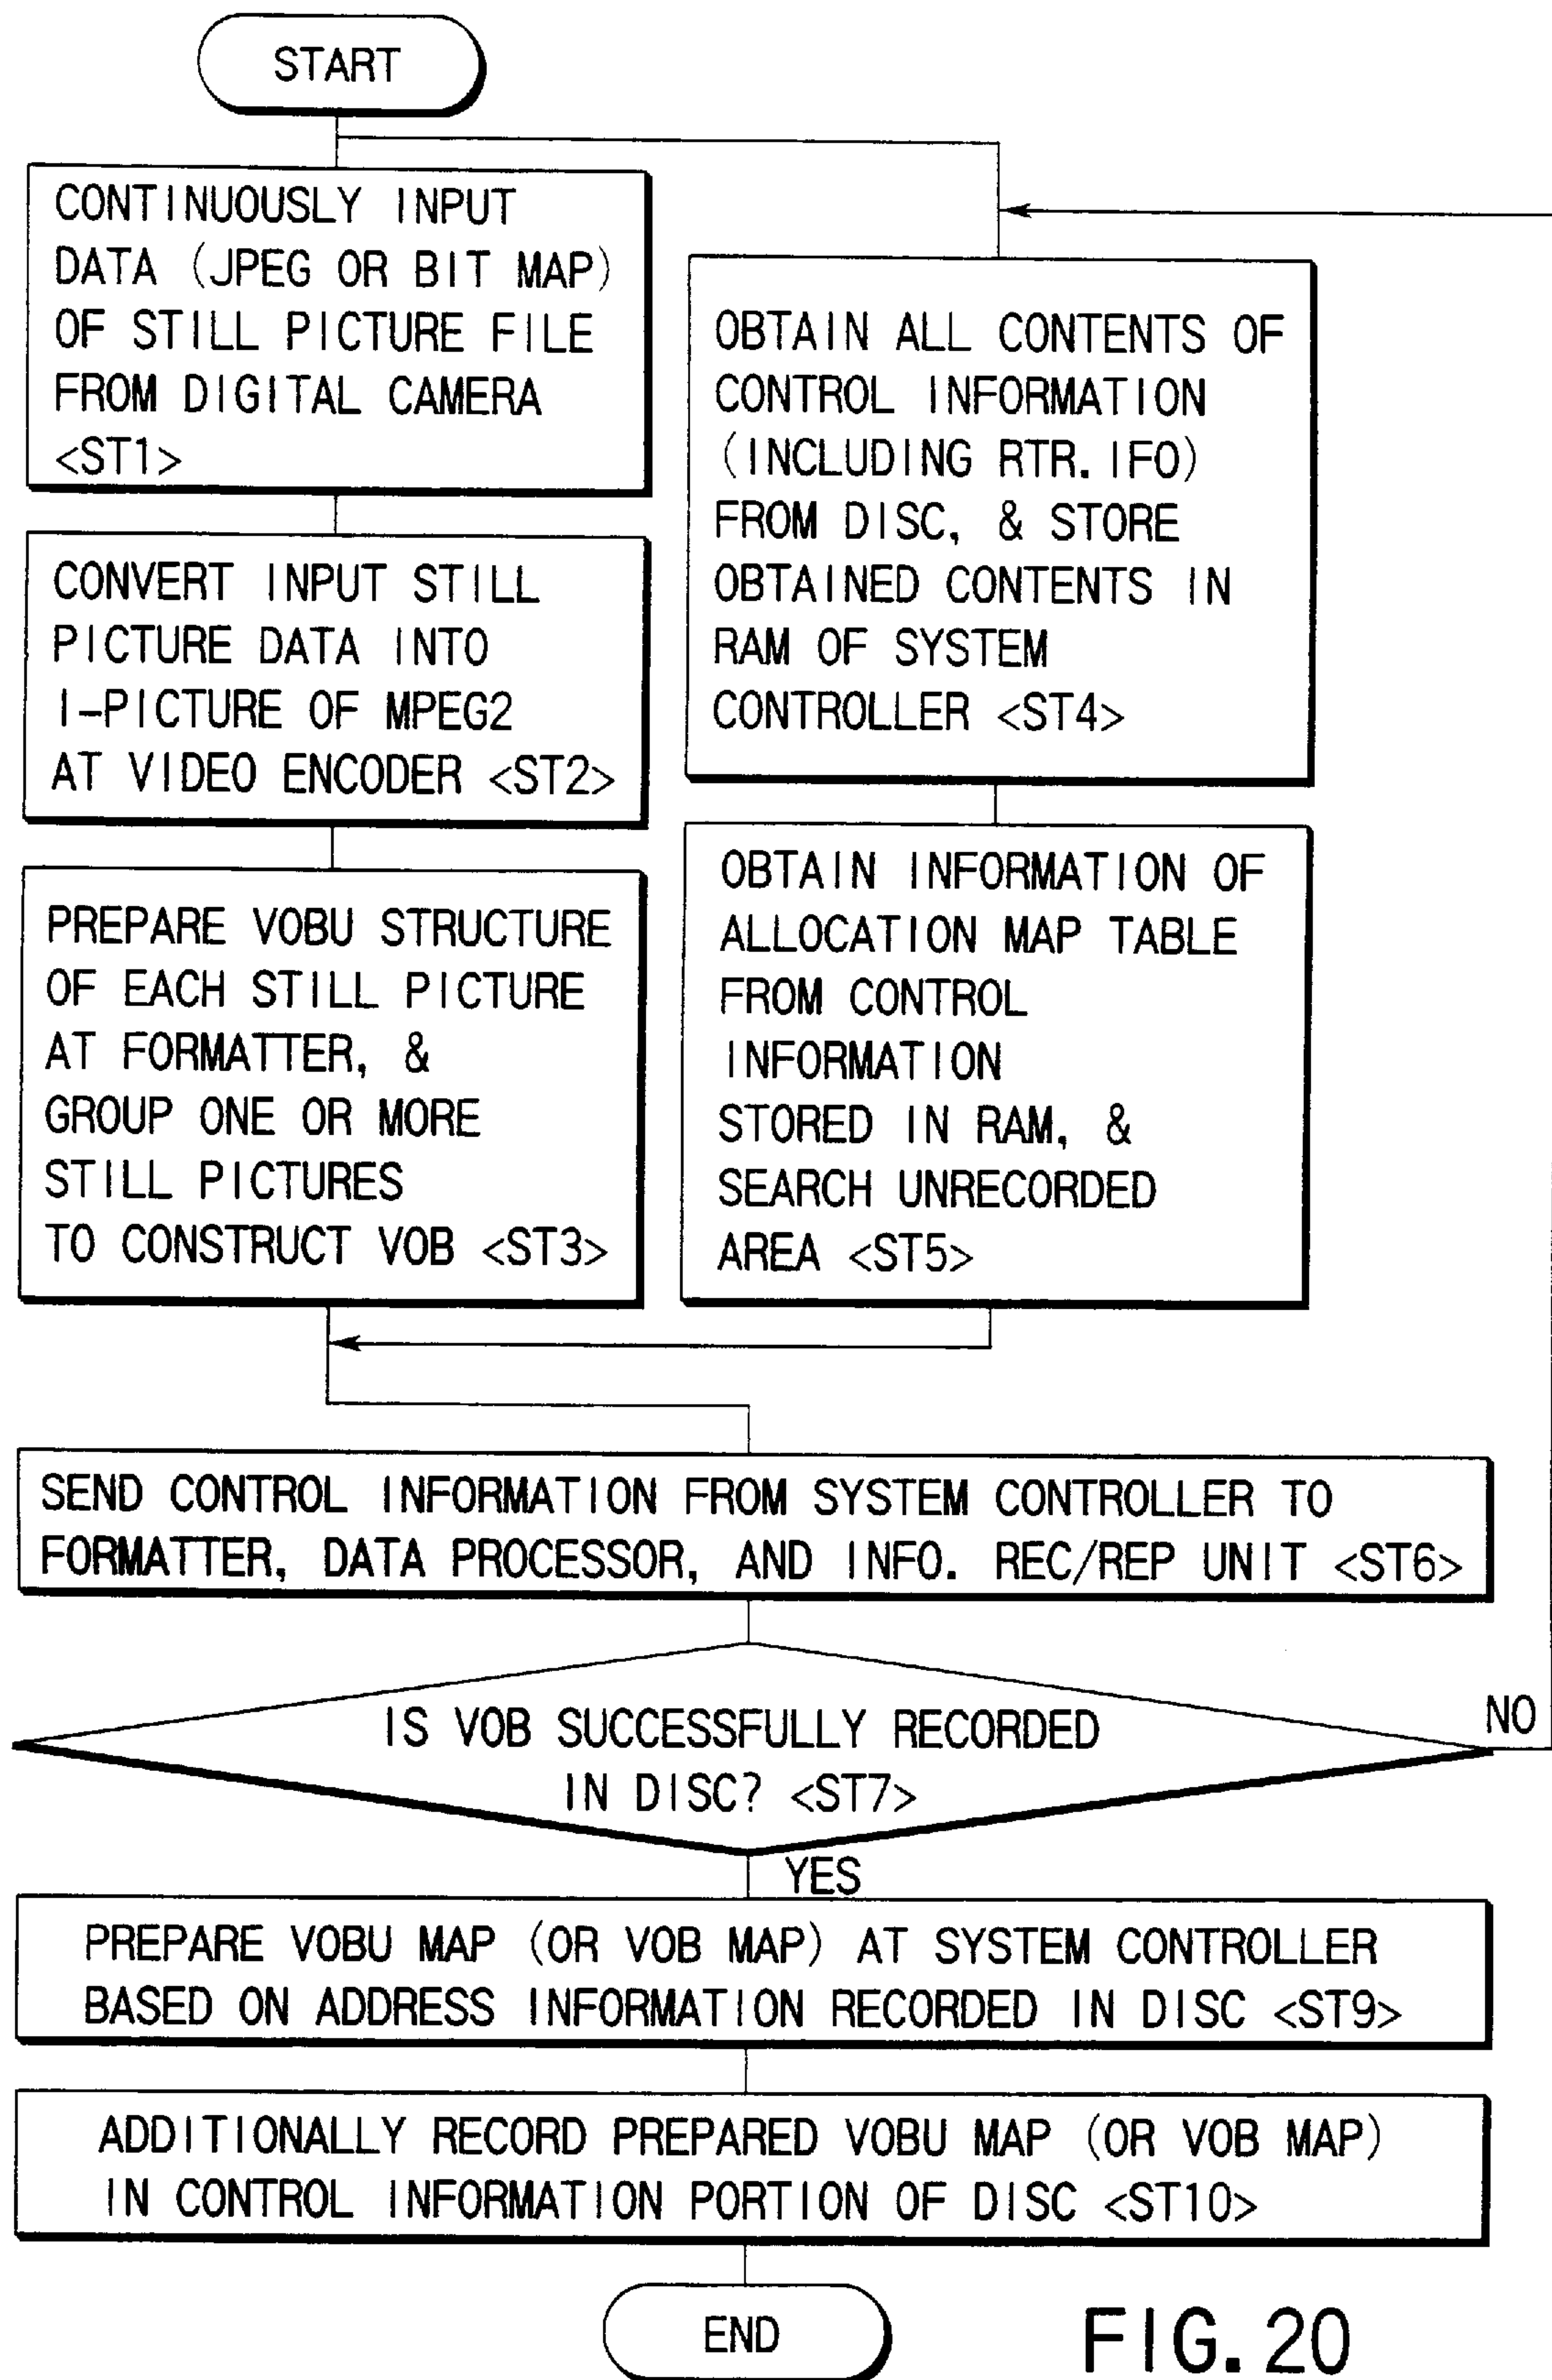 START
CONTINUOUSLY INPUT
DATA (JPEG OR BIT MAP)
OF STILL PICTURE FILE
FROM DIGITAL CAMERA
<ST1>
CONVERT INPUT STILL
PICTURE DATA INTO
I-PICTURE OF MPEG2
AT VIDEO ENCODER <ST2>
PREPARE VOBU STRUCTURE
OF EACH STILL PICTURE
AT FORMATTER, &
GROUP ONE OR MORE
STILL PICTURES
TO CONSTRUCT VOB <ST3>
OBTAIN ALL CONTENTS OF
CONTROL INFORMATION
(INCLUDING RTR. IFO)
FROM DISC, & STORE
OBTAINED CONTENTS IN
RAM OF SYSTEM
CONTROLLER <ST4>
OBTAIN INFORMATION OF
ALLOCATION MAP TABLE
FROM CONTROL
INFORMATION
STORED IN RAM, &
SEARCH UNRECORDED
AREA <ST5>
SEND CONTROL INFORMATION FROM SYSTEM CONTROLLER TO
FORMATTER, DATA PROCESSOR, AND INFO. REC/REP UNIT <ST6>
IS VOB SUCCESSFULLY RECORDED
IN DISC? <ST7>
NO
YES
PREPARE VOBU MAP (OR VOB MAP) AT SYSTEM CONTROLLER
BASED ON ADDRESS INFORMATION RECORDED IN DISC <ST9>
ADDITIONALLY RECORD PREPARED VOBU MAP (OR VOB MAP)
IN CONTROL INFORMATION PORTION OF DISC <ST10>
END
FIG. 20